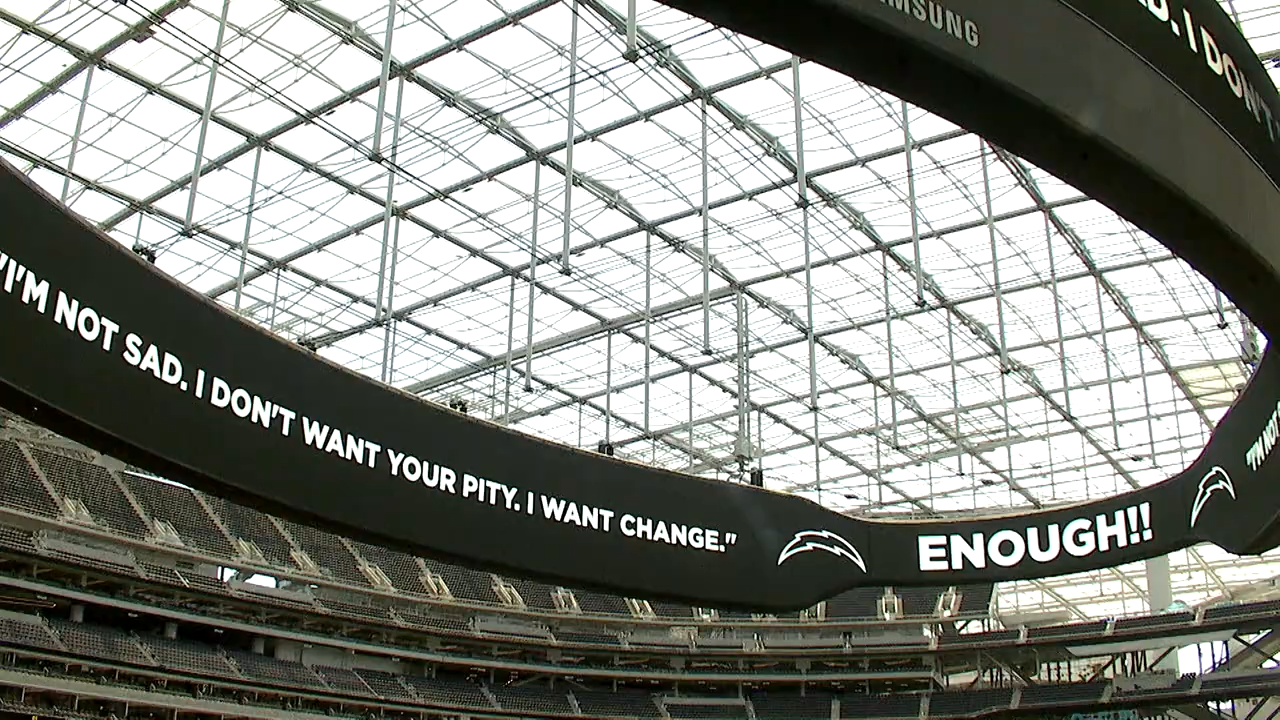 SAMSUNG
D. I DON'T
"I'M NOT SAD. I DON'T WANT YOUR PITY. I WANT CHANGE."
ENOUGH!!
"I'M NOT